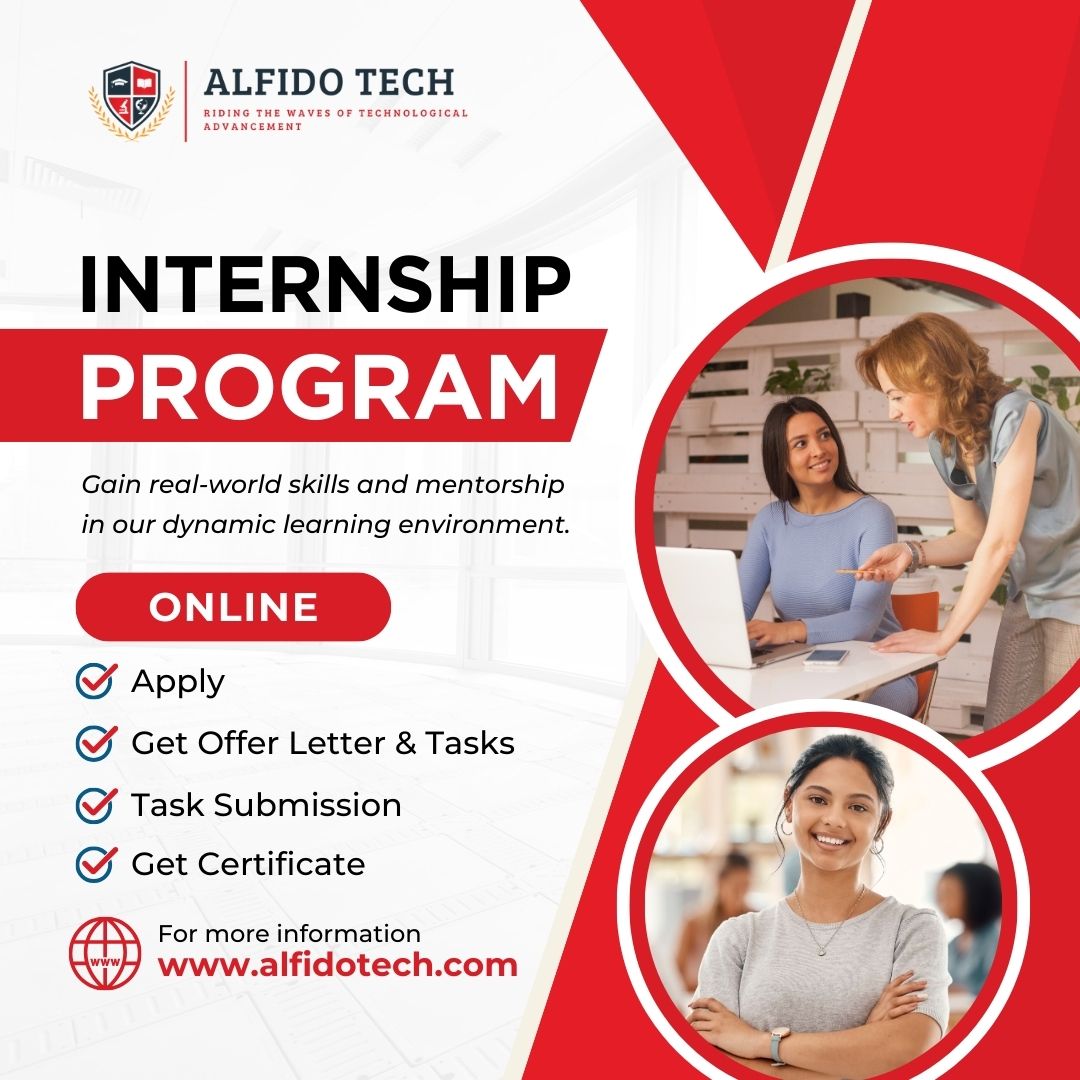 ALFIDO TECH
RIDING THE WAVES OF TECHNOLOGICAL
ADVANCEMENT
INTERNSHIP
PROGRAM
Gain real-world skills and mentorship
in our dynamic learning environment.
ONLINE
Apply
Get Offer Letter & Tasks
Task Submission
Get Certificate
For more information
www
www.alfidotech.com